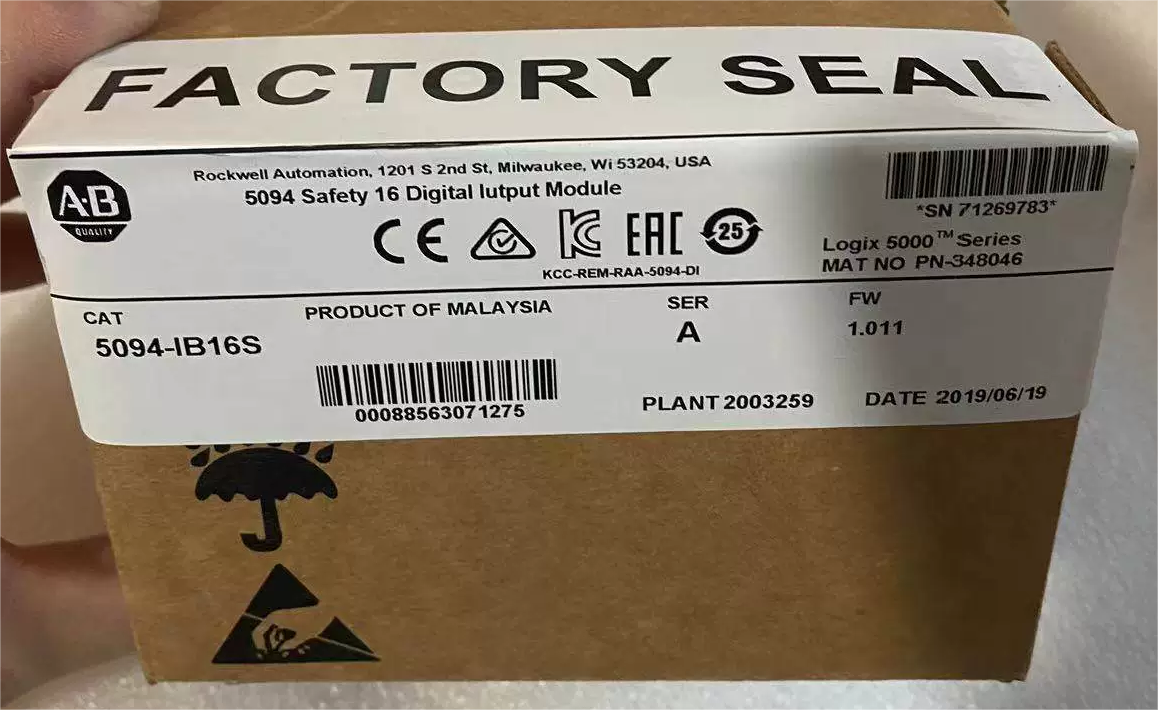 FACTORY SEAL
A·B
QUALITY
Rockwell Automation, 1201 S 2nd St, Milwaukee, Wi 53204, USA
5094 Safety 16 Digital Iutput Module
CE
KC
EAC
25
KCC-REM-RAA-5094-DI
*SN 71269783*
Logix 5000™ Series
MAT NO PN-348046
CAT
5094-IB16S
PRODUCT OF MALAYSIA
00088563071275
SER
A
FW
1.011
PLANT 2003259
DATE 2019/06/19